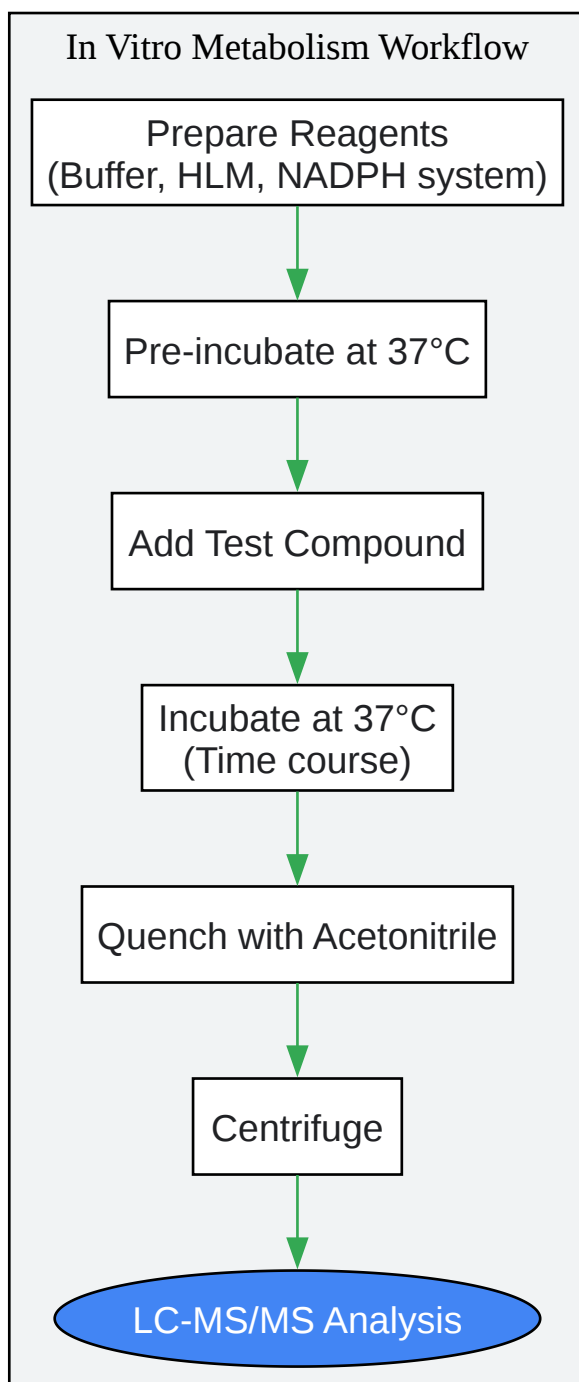 In Vitro Metabolism Workflow
Prepare Reagents
(Buffer, HLM, NADPH system)
Pre-incubate at 37°C
Add Test Compound
Incubate at 37°C
(Time course)
Quench with Acetonitrile
Centrifuge
LC-MS/MS Analysis